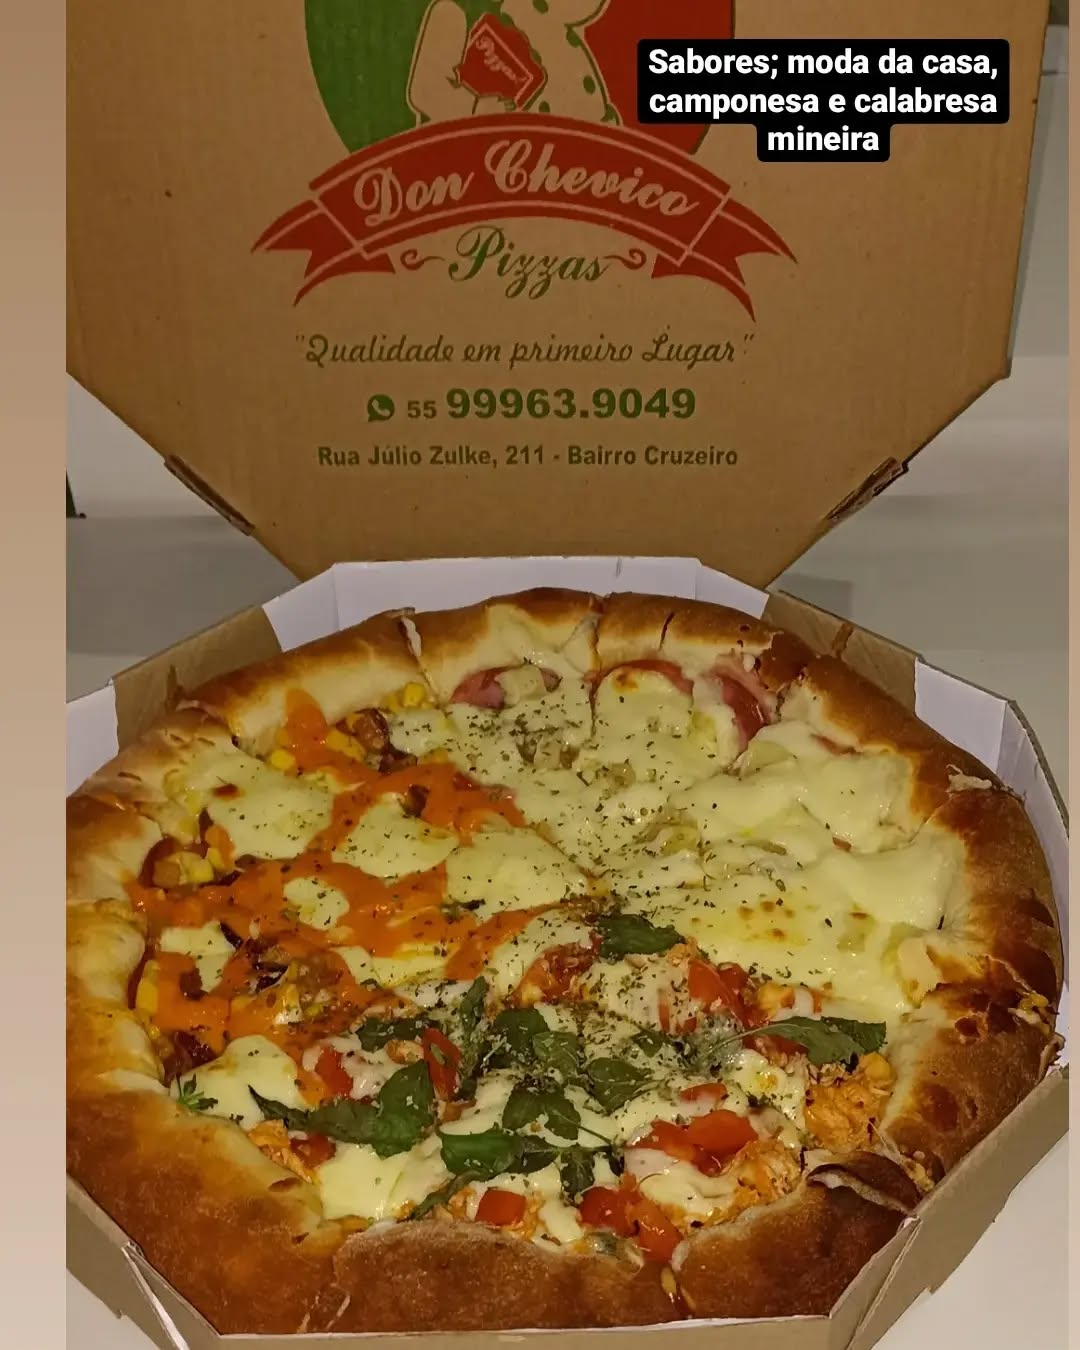 Sabores; moda da casa,
camponesa e calabresa
mineira
Don Chevico
Pizzas
"Qualidade em primeiro Lugar"
55 99963.9049
Rua Júlio Zulke, 211 - Bairro Cruzeiro